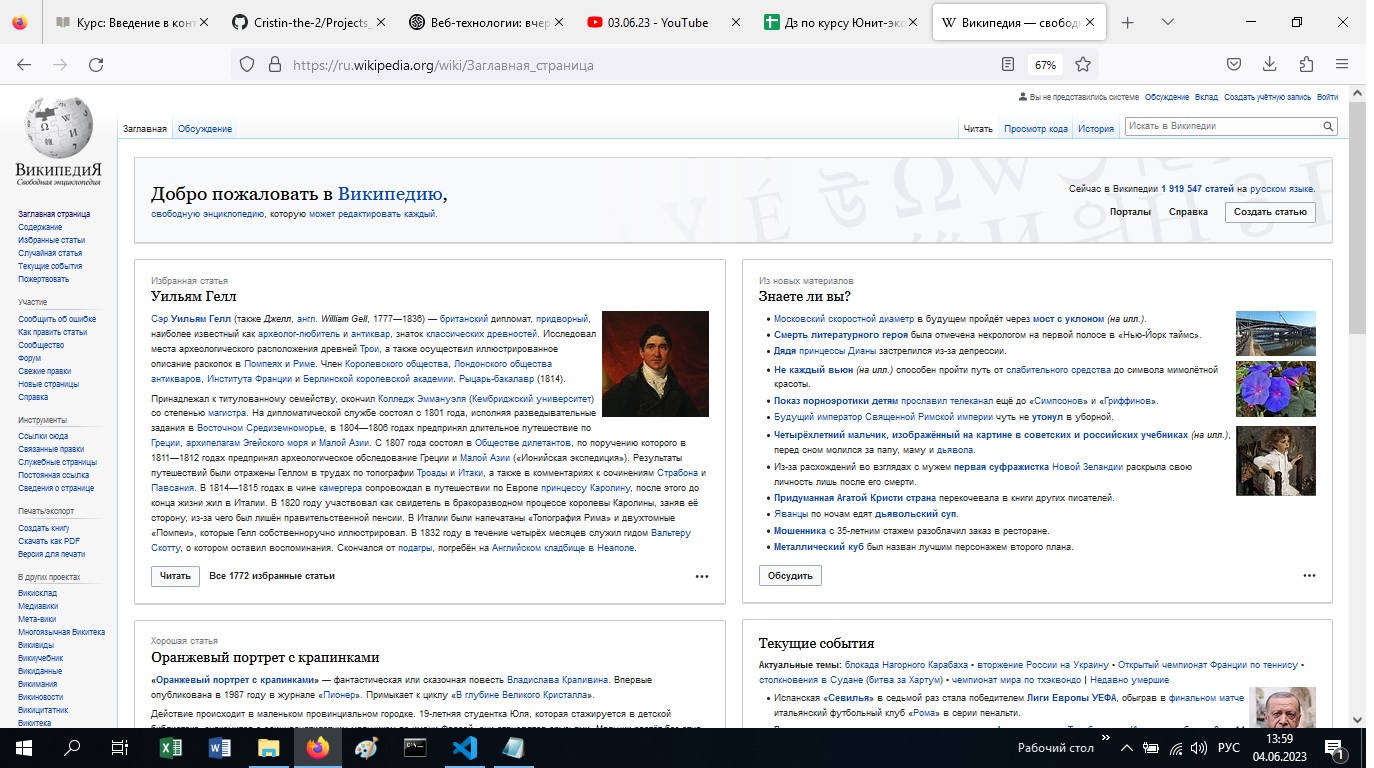 Курс: Введение в конт
Cristin-the-2/Projects_
Веб-технологии: вчер
03.06.23 - YouTube
Дз по курсу Юнит-эко
Википедия — свободн
https://ru.wikipedia.org/wiki/Заглавная_страница
67%
Вы не представились системе Обсуждение Вклад Создать учётную запись Войти
Заглавная Обсуждение
Читать Просмотр кода История Искать в Википедии
ВикипедиЯ
Свободная энциклопедия
Заглавная страница
Содержание
Избранные статьи
Случайная статья
Текущие события
Пожертвовать
Участие
Сообщить об ошибке
Как править статьи
Сообщество
Форум
Свежие правки
Новые страницы
Справка
Инструменты
Ссылки сюда
Связанные правки
Служебные страницы
Постоянная ссылка
Сведения о странице
Печать/экспорт
Создать книгу
Скачать как PDF
Версия для печати
В других проектах
Викисклад
Медиавики
Мета-вики
Многоязычная Викитека
Викивиды
Викиучебник
Викиданные
Викимания
Викиновости
Викицитатник
Викитека
Добро пожаловать в Википедию,
свободную энциклопедию, которую может редактировать каждый.
Сейчас в Википедии 1 919 547 статей на русском языке.
Порталы Справка Создать статью
Избранная статья
Уильям Гелл
Сэр Уильям Гелл (также Джелл, англ. William Gell, 1777—1836) — британский дипломат, придворный,
наиболее известный как археолог-любитель и антиквар, знаток классических древностей. Исследовал
места археологического расположения древней Трои, а также осуществил иллюстрированное
описание раскопок в Помпеях и Риме. Член Королевского общества, Лондонского общества
антикваров, Института Франции и Берлинской королевской академии. Рыцарь-бакалавр (1814).
Принадлежал к титулованному семейству, окончил Колледж Эммануэля (Кембриджский университет)
со степенью магистра. На дипломатической службе состоял с 1801 года, исполняя разведывательные
задания в Восточном Средиземноморье, в 1804—1806 годах предпринял длительное путешествие по
Греции, архипелагам Эгейского моря и Малой Азии. С 1807 года состоял в Обществе дилетантов, по поручению которого в
1811—1812 годах предпринял археологическое обследование Греции и Малой Азии («Ионийская экспедиция»). Результаты
путешествий были отражены Геллом в трудах по топографии Троады и Итаки, а также в комментариях к сочинениям Страбона и
Павсания. В 1814—1815 годах в чине камергера сопровождал в путешествии по Европе принцессу Каролину, после этого до
конца жизни жил в Италии. В 1820 году участвовал как свидетель в бракоразводном процессе королевы Каролины, заняв её
сторону, из-за чего был лишён правительственной пенсии. В Италии были напечатаны «Топография Рима» и двухтомные
«Помпеи», которые Гелл собственноручно иллюстрировал. В 1832 году в течение четырёх месяцев служил гидом Вальтеру
Скотту, о котором оставил воспоминания. Скончался от подагры, погребён на Английском кладбище в Неаполе.
Читать Все 1772 избранные статьи
Из новых материалов
Знаете ли вы?
• Московский скоростной диаметр в будущем пройдёт через мост с уклоном (на илл.).
• Смерть литературного героя была отмечена некрологом на первой полосе в «Нью-Йорк таймс».
• Дядя принцессы Дианы застрелился из-за депрессии.
• Не каждый вьюн (на илл.) способен пройти путь от слабительного средства до символа мимолётной
красоты.
• Показ порноэротики детям прославил телеканал ещё до «Симпсонов» и «Гриффинов».
• Будущий император Священной Римской империи чуть не утонул в уборной.
• Четырёхлетний мальчик, изображённый на картине в советских и российских учебниках (на илл.),
перед сном молился за папу, маму и дьявола.
• Из-за расхождений во взглядах с мужем первая суфражистка Новой Зеландии раскрыла свою
личность лишь после его смерти.
• Придуманная Агатой Кристи страна перекочевала в книги других писателей.
• Яванцы по ночам едят дьявольский суп.
• Мошенника с 35-летним стажем разоблачил заказ в ресторане.
• Металлический куб был назван лучшим персонажем второго плана.
Обсудить
Хорошая статья
Оранжевый портрет с крапинками
«Оранжевый портрет с крапинками» — фантастическая или сказочная повесть Владислава Крапивина. Впервые
опубликована в 1987 году в журнале «Пионер». Примыкает к циклу «В глубине Великого Кристалла».
Действие происходит в маленьком провинциальном городке. 19-летняя студентка Юля, которая стажируется в детской
Текущие события
Актуальные темы: блокада Нагорного Карабаха • вторжение России на Украину • Открытый чемпионат Франции по теннису •
столкновения в Судане (битва за Хартум) • чемпионат мира по тхэквондо | Недавно умершие
• Испанская «Севилья» в седьмой раз стала победителем Лиги Европы УЕФА, обыграв в финальном матче
итальянский футбольный клуб «Рома» в серии пенальти.
Рабочий стол
РУС
13:59
04.06.2023
1